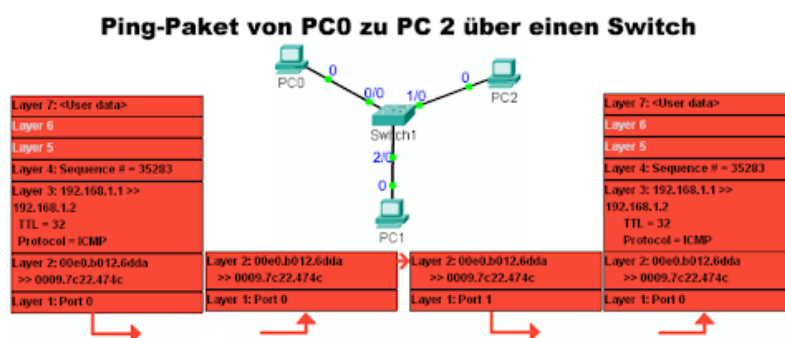 Ping-Paket von PC0 zu PC 2 über einen Switch
0
PC0
0/0
1/0
0
PC2
Switch1
2/0
0
PC1
Layer 7: <User data>
Layer 6
Layer 5
Layer 4: Sequence # = 35283
Layer 3: 192.168.1.1 >>
192.168.1.2
TTL = 32
Protocol = ICMP
Layer 2: 00e0.b012.6dda
>> 0009.7c22.474c
Layer 1: Port 0
Layer 2: 00e0.b012.6dda
>> 0009.7c22.474c
Layer 1: Port 0
Layer 2: 00e0.b012.6dda
>> 0009.7c22.474c
Layer 1: Port 1
Layer 7: <User data>
Layer 6
Layer 5
Layer 4: Sequence # = 35283
Layer 3: 192.168.1.1 >>
192.168.1.2
TTL = 32
Protocol = ICMP
Layer 2: 00e0.b012.6dda
>> 0009.7c22.474c
Layer 1: Port 0